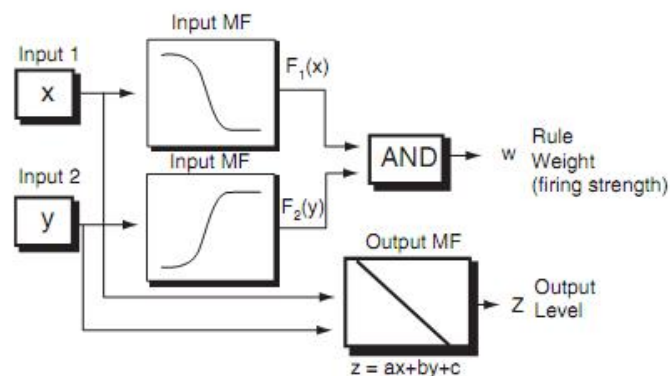 Input MF
Input 1
x
F1(x)
AND
w
Rule
Weight
(firing strength)
Input MF
Input 2
y
F2(y)
Output MF
Z
Output
Level
z = ax+by+c